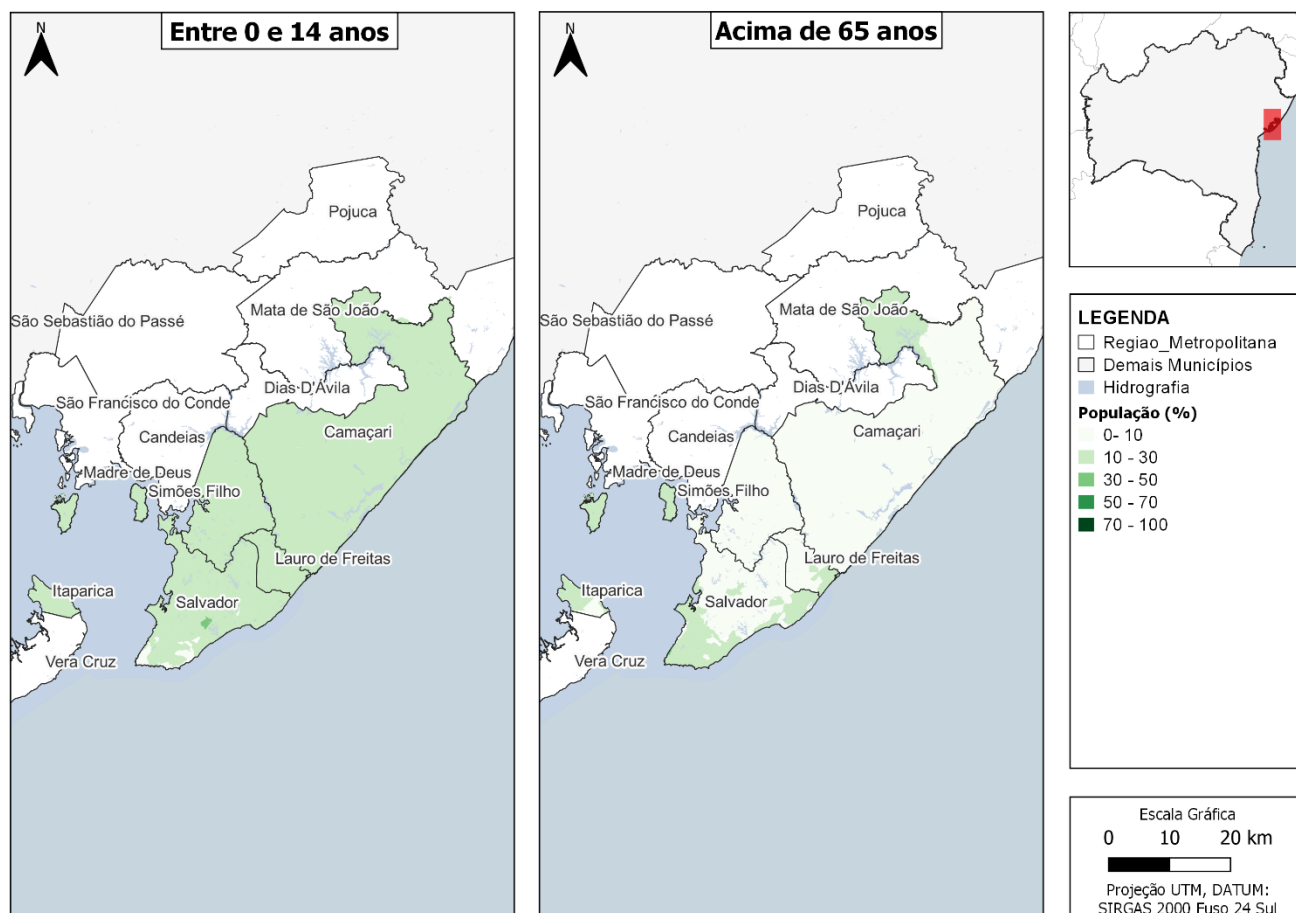 N
Entre 0 e 14 anos
Pojuca
Mata de São João
São Sebastião do Passé
Dias D'Ávila
São Francisco do Conde
Candeias
Camaçari
Madre de Deus
Simões Filho
Lauro de Freitas
Itaparica
Salvador
Vera Cruz
N
Acima de 65 anos
Pojuca
Mata de São João
São Sebastião do Passé
Dias D'Ávila
São Francisco do Conde
Candeias
Camaçari
Madre de Deus
Simões Filho
Lauro de Freitas
Itaparica
Salvador
Vera Cruz
LEGENDA
Regiao_Metropolitana
Demais Municípios
Hidrografia
População (%)
0- 10
10 - 30
30 - 50
50 - 70
70 - 100
Escala Gráfica
0 10 20 km
Projeção UTM, DATUM:
SIRGAS 2000 Fuso 24 Sul